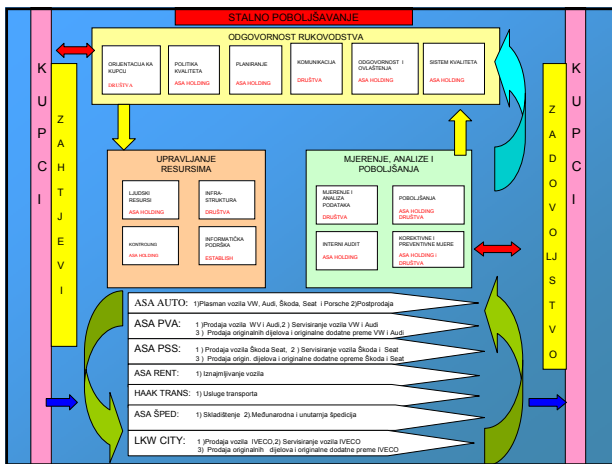 STALNO POBOLJŠAVANJE
ODGOVORNOST RUKOVODSTVA
ORIJENTACIJA KA
KUPCU
DRUŠTVA
POLITIKA
KVALITETA
ASA HOLDING
PLANIRANJE
ASA HOLDING
KOMUNIKACIJA
DRUŠTVA
ODGOVORNOST I
OVLAŠTENJA
ASA HOLDING
SISTEM KVALITETA
ASA HOLDING
KUPCI
ZAHTJEVI
UPRAVLJANJE
RESURSIMA
LJUDSKI
RESURSI
ASA HOLDING
INFRA-
STRUKTURA
DRUŠTVA
KONTROLING
ASA HOLDING
INFORMATIČKA
PODRŠKA
ESTABLISH
MJERENJE, ANALIZE I
POBOLJŠANJA
MJERENJE I
ANALIZA
PODATAKA
DRUŠTVA
POBOLJŠANJA
ASA HOLDING
DRUŠTVA
INTERNI AUDIT
ASA HOLDING
KOREKTIVNE I
PREVENTIVNE MJERE
ASA HOLDING i
DRUŠTVA
ZADOVOLJSTVO
KUPCI
ASA AUTO: 1)Plasman vozila VW, Audi, Škoda, Seat i Porsche 2)Postprodaja
ASA PVA: 1)Prodaja vozila WV i Audi,2 ) Servisiranje vozila VW i Audi
3 ) Prodaja originalnih dijelova i originalne dodatne preme VW i Audi
ASA PSS: 1) Prodaja vozila Škoda Seat, 2 ) Servisiranje vozila Škoda i Seat
3) Prodaja origin. dijelova i originalne dodatne opreme Škoda i Seat
ASA RENT: 1) Iznajmljivanje vozila
HAAK TRANS: 1) Usluge transporta
ASA ŠPED: 1) Skladištenje 2).Međunarodna i unutarnja špedicija
LKW CITY: 1 )Prodaja vozila IVECO,2) Servisiranje vozila IVECO
3) Prodaja originalnih dijelova i originalne dodatne preme IVECO